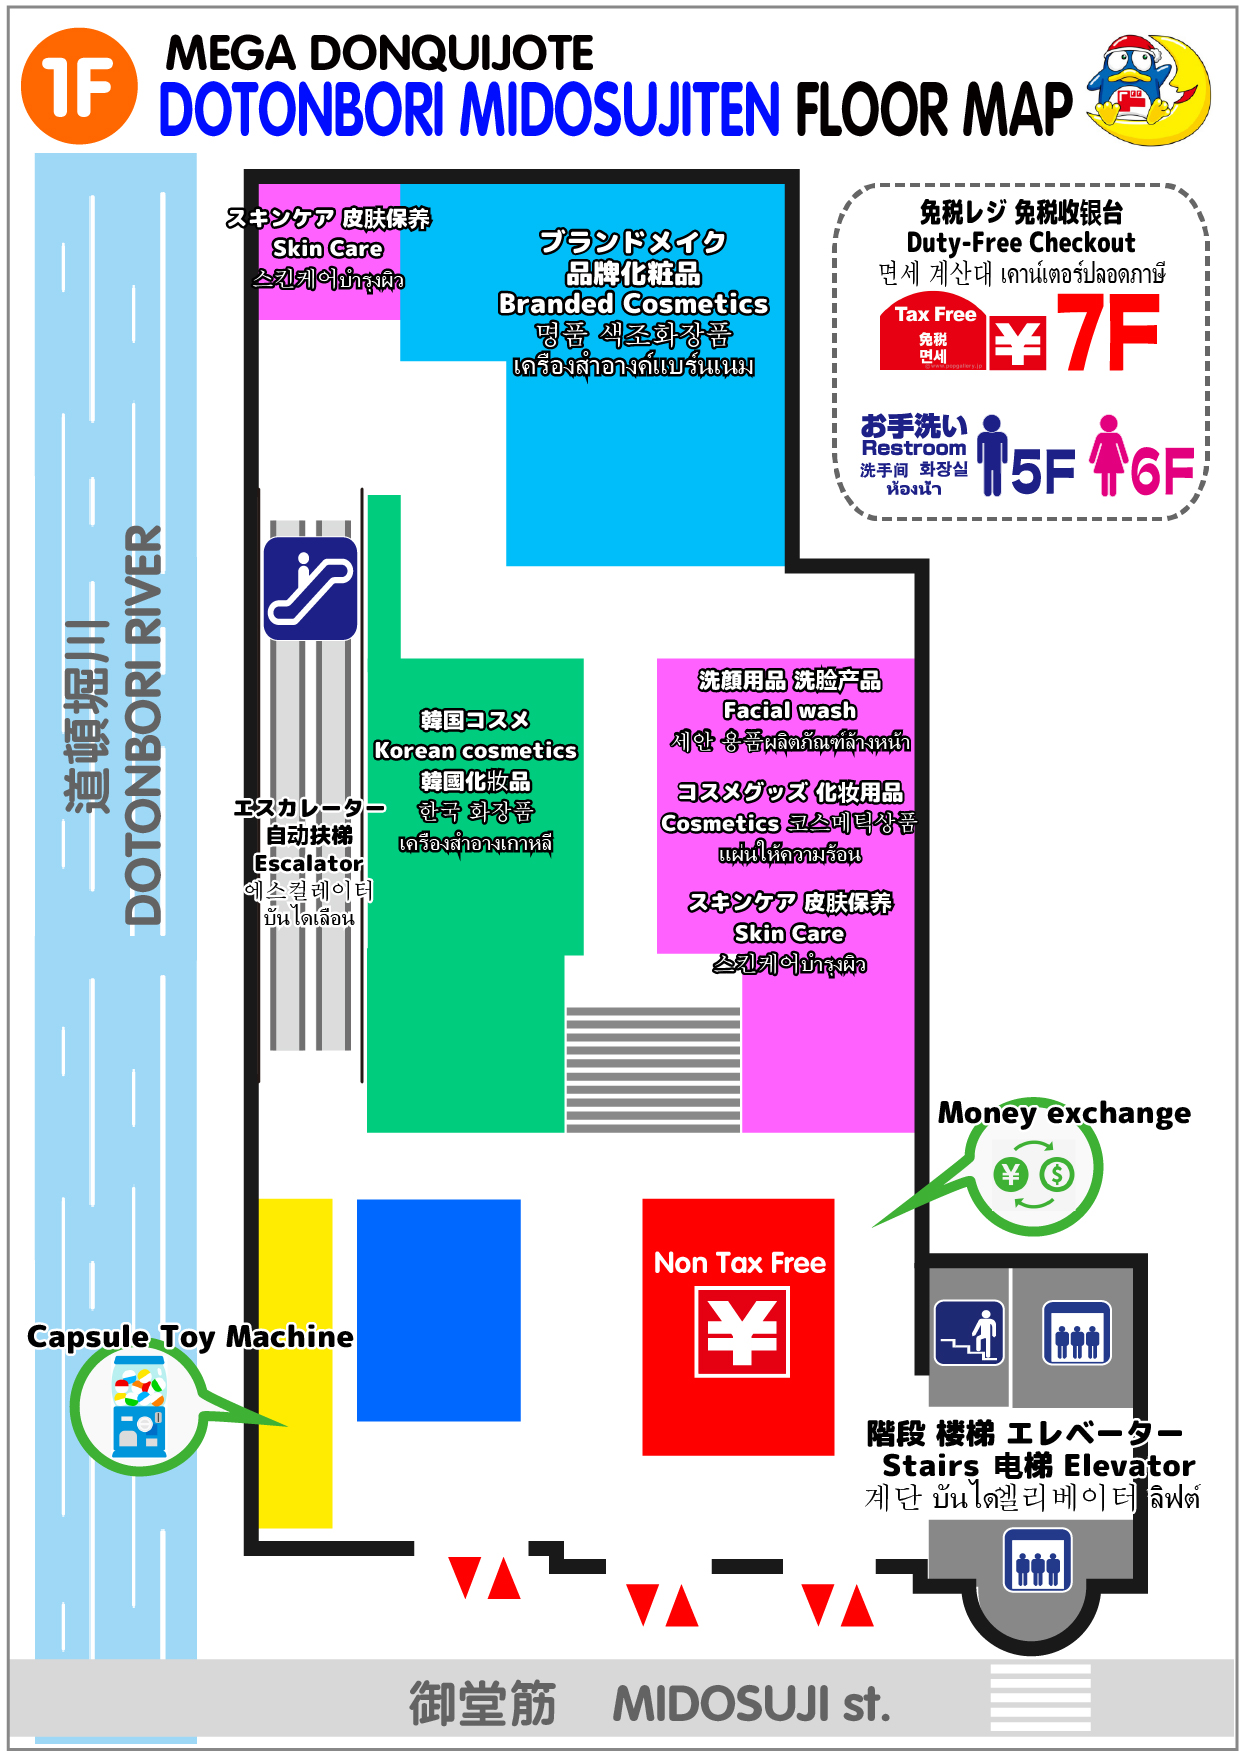 1F
MEGA DONQUIJOTE
DOTONBORI MIDOSUJITEN FLOOR MAP
スキンケア 皮肤保养
Skin Care
스킨케어บำรุงผิว
ブランドメイク
品牌化粧品
Branded Cosmetics
명품 색조화장품
เครื่องสำอางค์แบร์นเนม
免税レジ 免税收银台
Duty-Free Checkout
면세 계산대 เคาน์เตอร์ปลอดภาษี
Tax Free
免税
면세
¥
7F
お手洗い
Restroom
洗手间 화장실
ห้องน้ำ
5F
6F
道頓堀川
DOTONBORI RIVER
エスカレーター
自动扶梯
Escalator
에스컬레이터
บันไดเลือน
韓国コスメ
Korean cosmetics
韓國化妝品
한국 화장품
เครื่องสำอางเกาหลี
洗顔用品 洗脸产品
Facial wash
세안 용품ผลิตภัณฑ์ล้างหน้า
コスメグッズ 化妆用品
Cosmetics 코스메틱상품
แผ่นให้ความร้อน
スキンケア 皮肤保养
Skin Care
스킨케어บำรุงผิว
Money exchange
¥ $
Non Tax Free
¥
Capsule Toy Machine
階段 楼梯 エレベーター
Stairs 电梯 Elevator
계단 บันได엘리베이터 ลิฟต์
御堂筋 MIDOSUJI st.